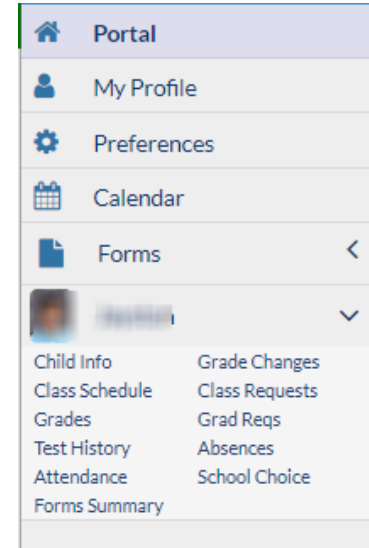 Portal
My Profile
Preferences
Calendar
Forms
Child Info Grade Changes
Class Schedule Class Requests
Grades Grad Reqs
Test History Absences
Attendance School Choice
Forms Summary